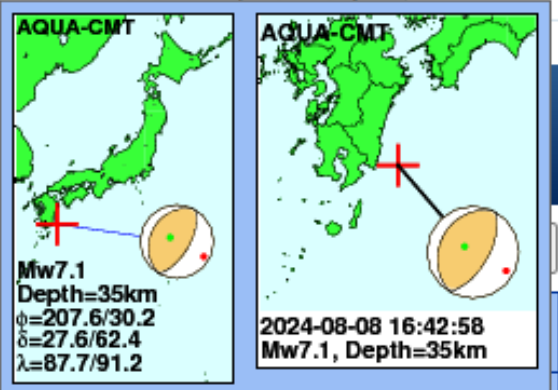 AQUA-CMT
Mw7.1
Depth=35km
φ=207.6/30.2
δ=27.6/62.4
λ=87.7/91.2
AQUA-CMT
2024-08-08 16:42:58
Mw7.1, Depth=35km